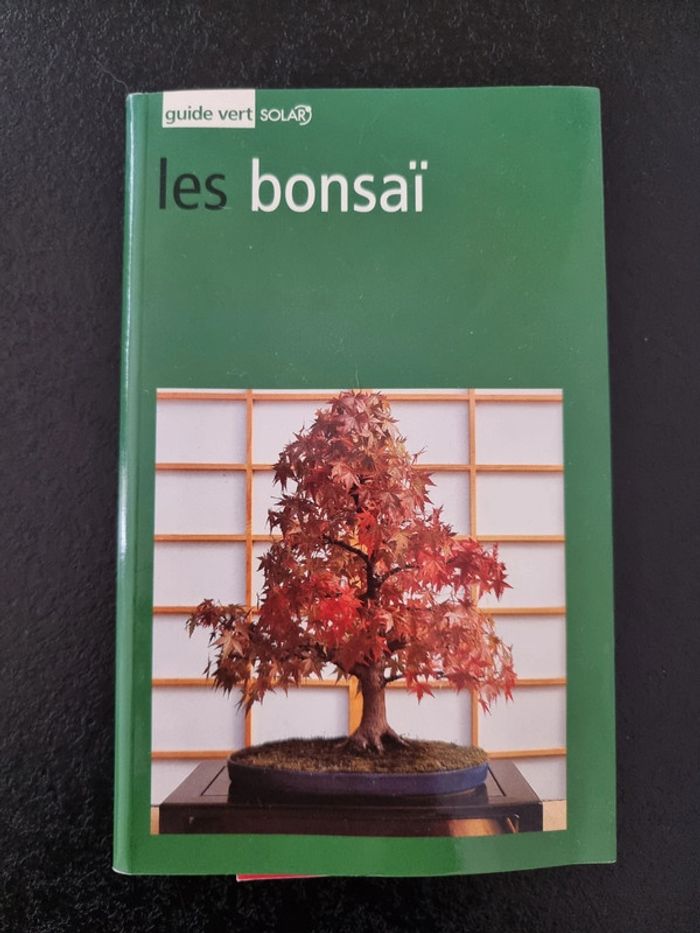 guide vert SOLAR
les bonsaï